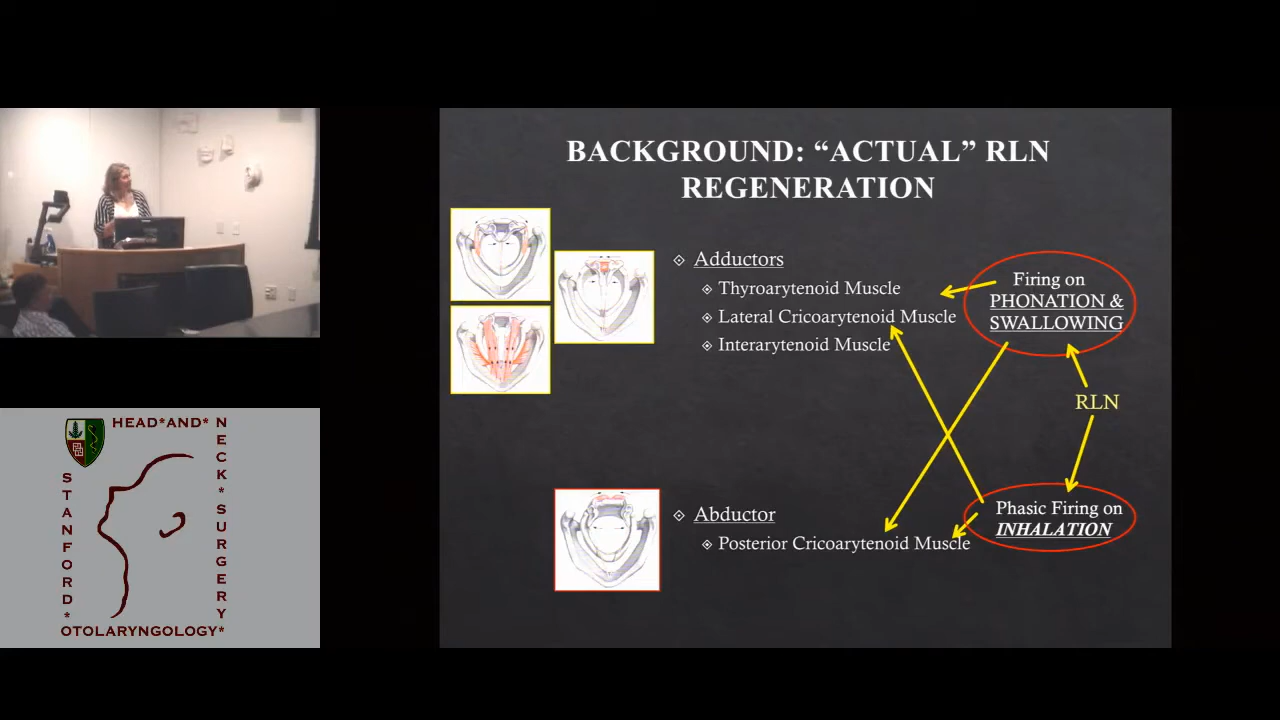 BACKGROUND: “ACTUAL” RLN
REGENERATION
Adductors
Thyroarytenoid Muscle
Lateral Cricoarytenoid Muscle
Interarytenoid Muscle
Firing on
PHONATION &
SWALLOWING
RLN
Abductor
Posterior Cricoarytenoid Muscle
Phasic Firing on
INHALATION
HEAD*AND*
NECK*SURGERY*
STANFORD*
OTOLARYNGOLOGY*